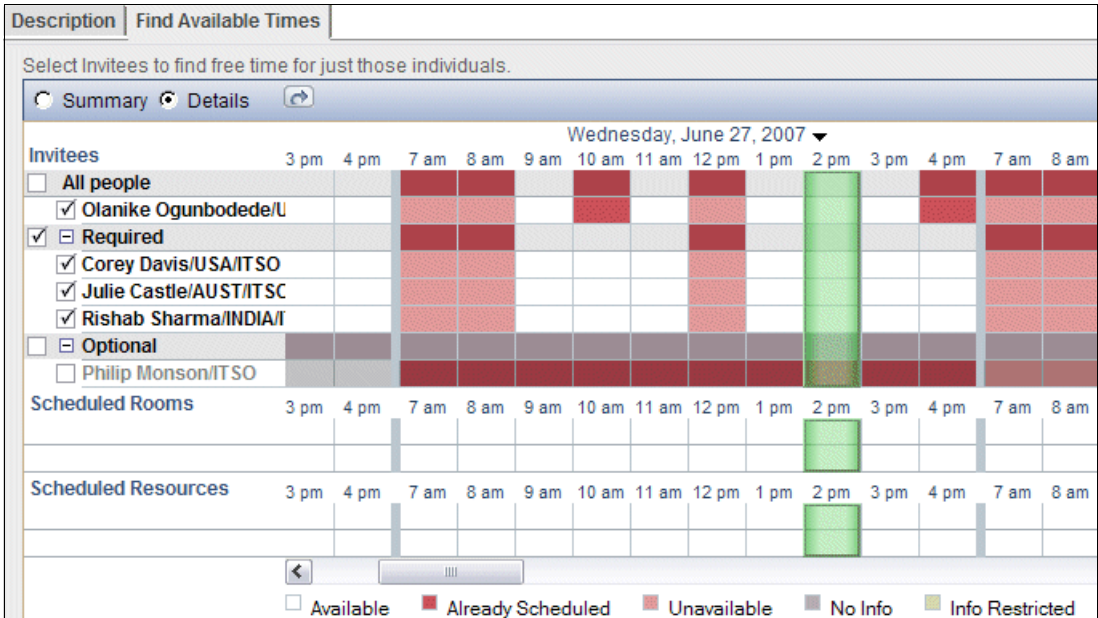 Description Find Available Times
Select Invitees to find free time for just those individuals.
Summary Details
Wednesday, June 27, 2007
Invitees 3 pm 4 pm 7 am 8 am 9 am 10 am 11 am 12 pm 1 pm 2 pm 3 pm 4 pm 7 am 8 am
All people
Olanike Ogunbodede/U
Required
Corey Davis/USA/ITSO
Julie Castle/AUST/ITSC
Rishab Sharma/INDIA/I
Optional
Philip Monson/ITSO
Scheduled Rooms 3 pm 4 pm 7 am 8 am 9 am 10 am 11 am 12 pm 1 pm 2 pm 3 pm 4 pm 7 am 8 am
Scheduled Resources 3 pm 4 pm 7 am 8 am 9 am 10 am 11 am 12 pm 1 pm 2 pm 3 pm 4 pm 7 am 8 am
Available Already Scheduled Unavailable No Info Info Restricted